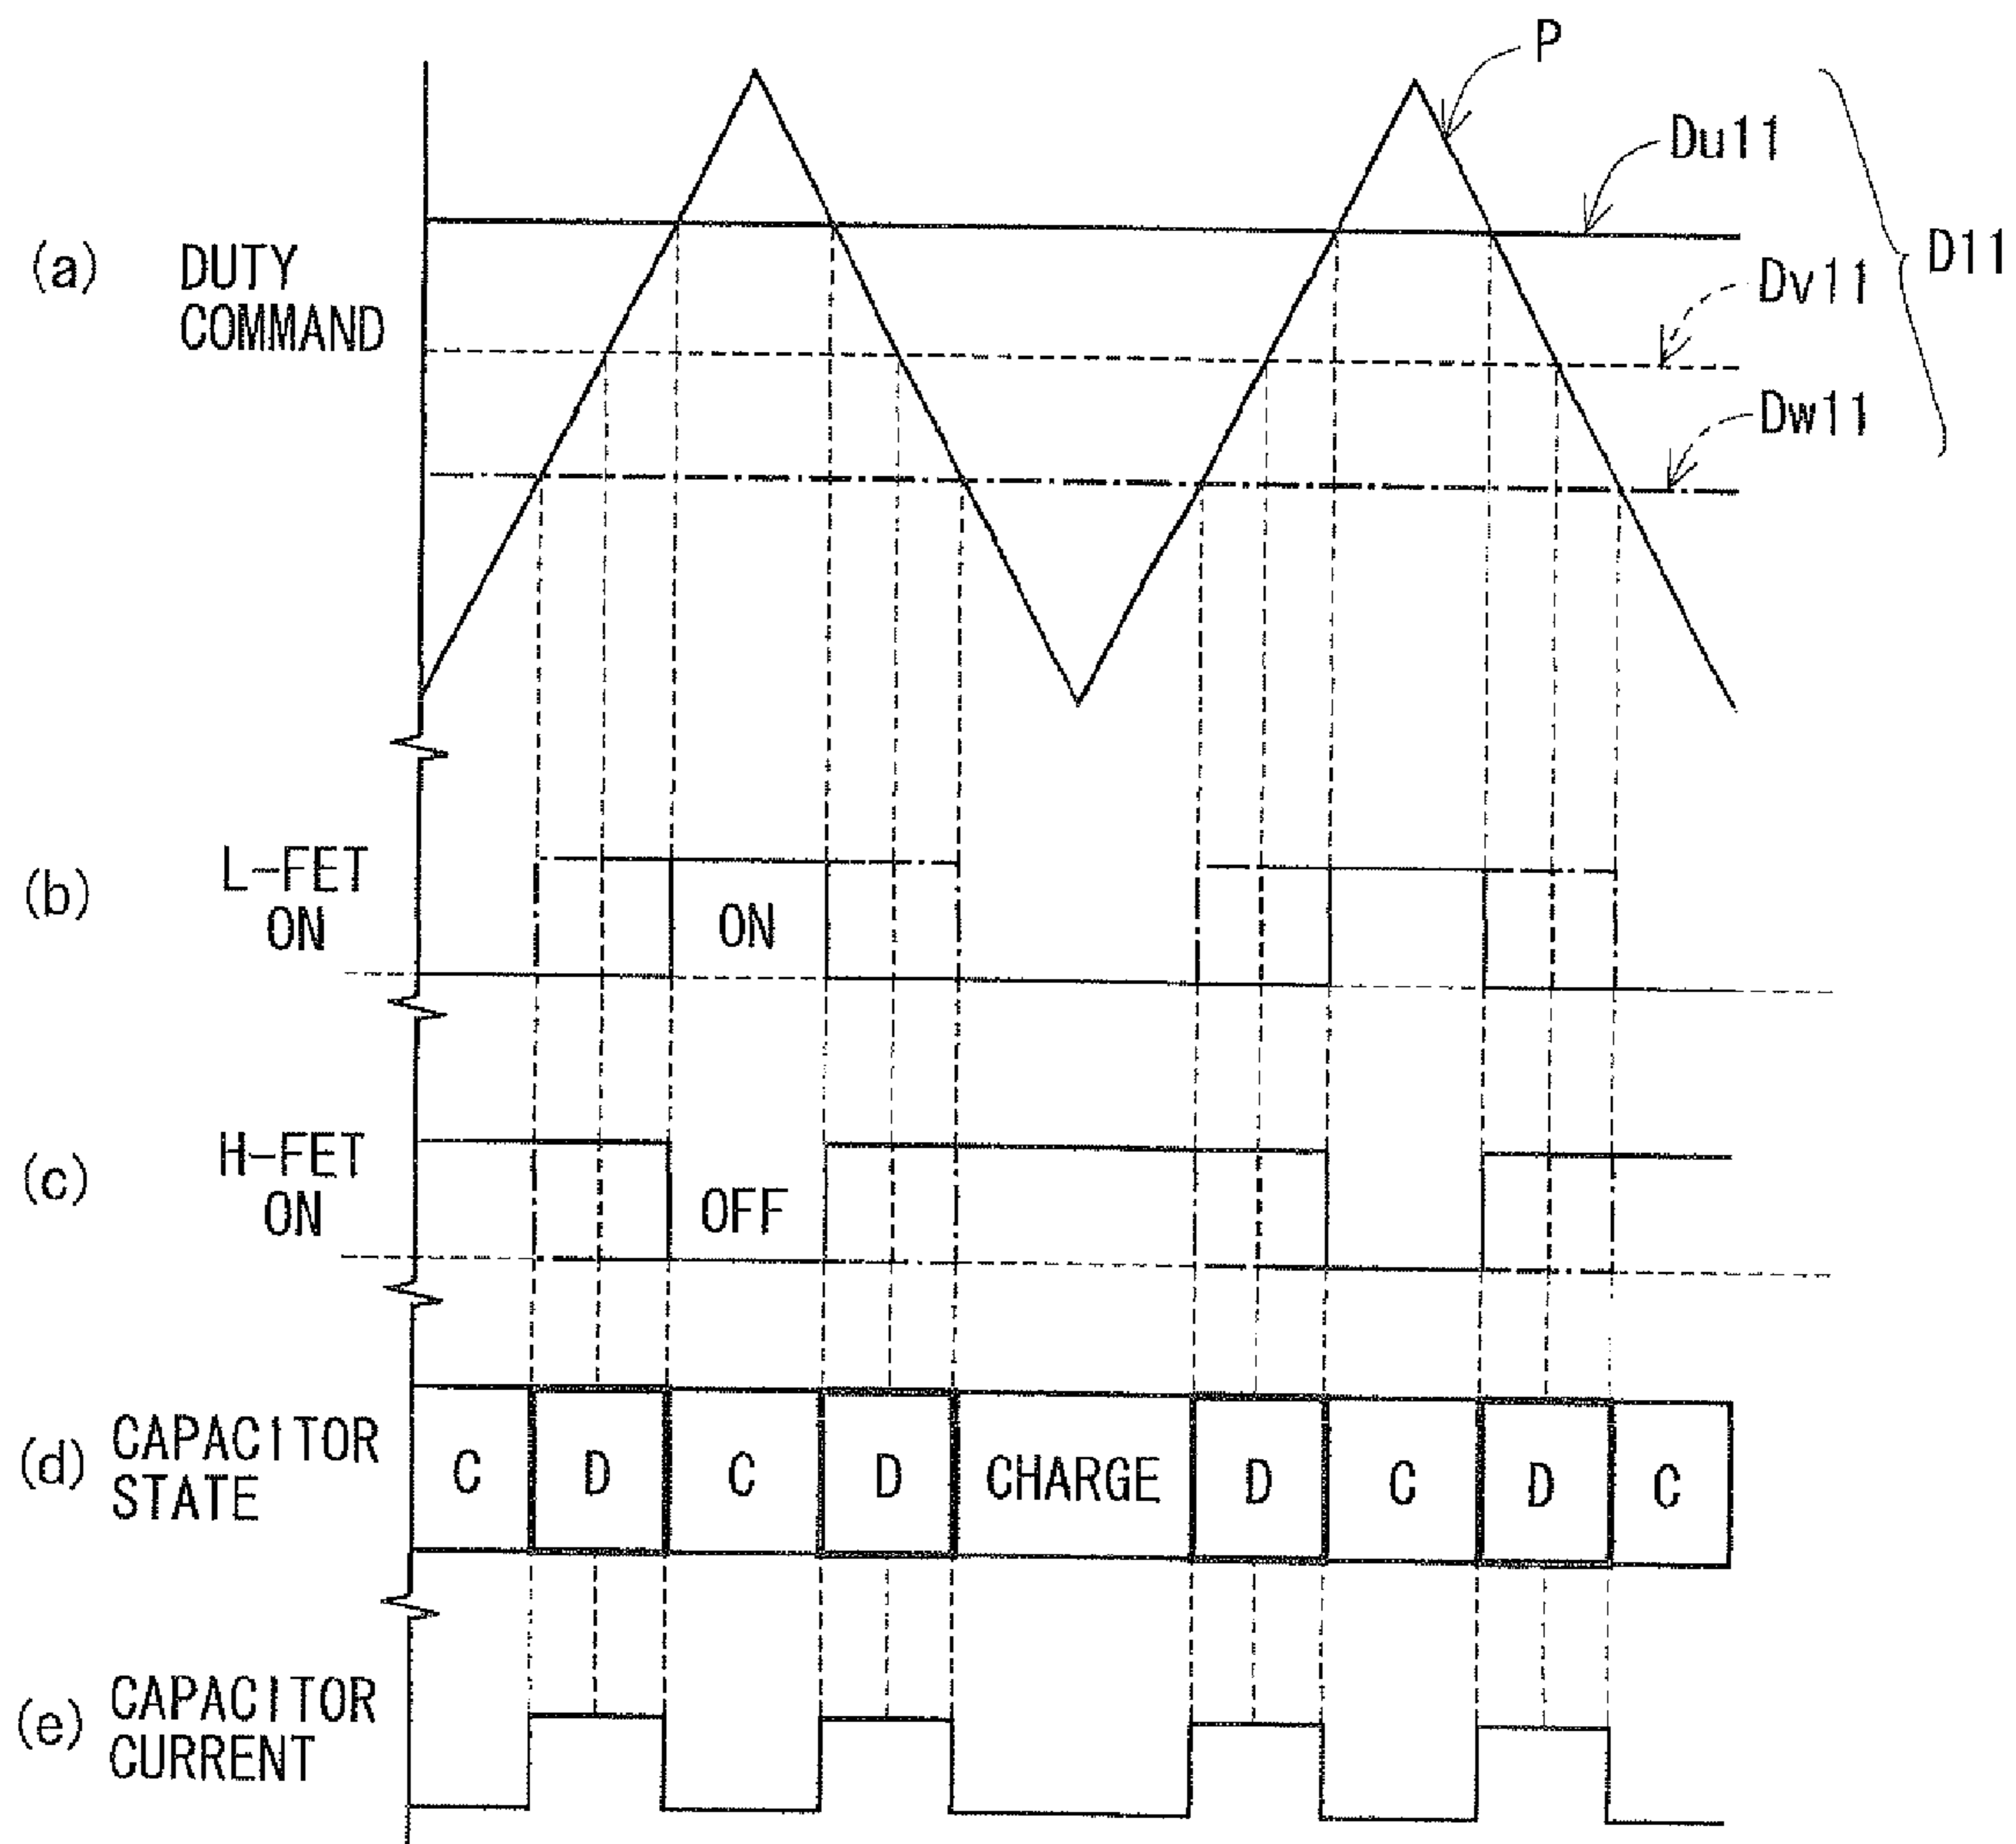 P
Du11
(a) DUTY
COMMAND
Dv11
D11
Dw11
(b) L-FET
ON
ON
(c) H-FET
ON
OFF
(d) CAPACITOR
STATE
C D C D CHARGE D C D C
(e) CAPACITOR
CURRENT